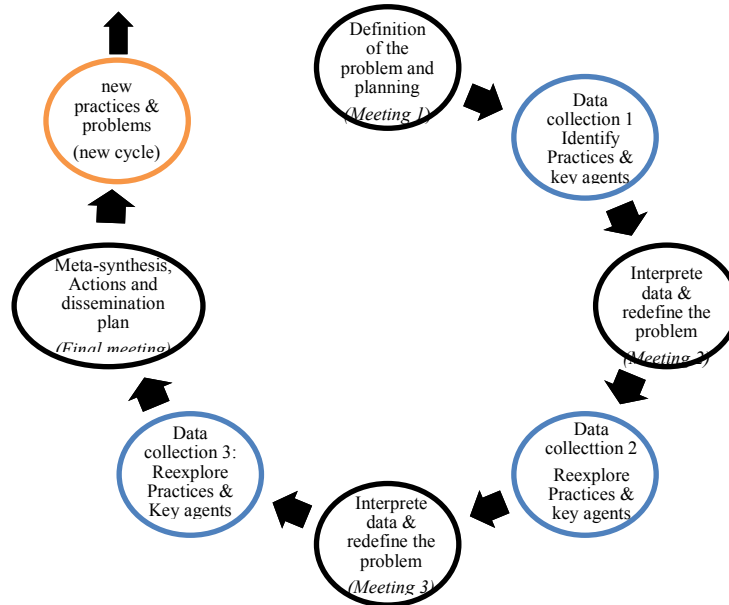 Definition
of the
problem and
planning
(Meeting 1)
Data
collection 1
Identify
Practices &
key agents
Interprete
data &
redefine the
problem
(Meeting 2)
Data
collecttion 2
Reexplore
Practices &
key agents
Interprete
data &
redefine the
problem
(Meeting 3)
Data
collection 3:
Reexplore
Practices &
Key agents
Meta-synthesis,
Actions and
dissemination
plan
(Final meeting)
new
practices &
problems
(new cycle)